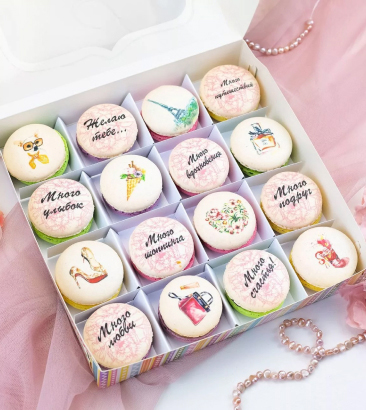 Желаю
тебе...
Много
путешествий
Много
улыбок
Много
вдохновения
Много
шоппинга
Много
подруг
Много
любви
Много
счастья!